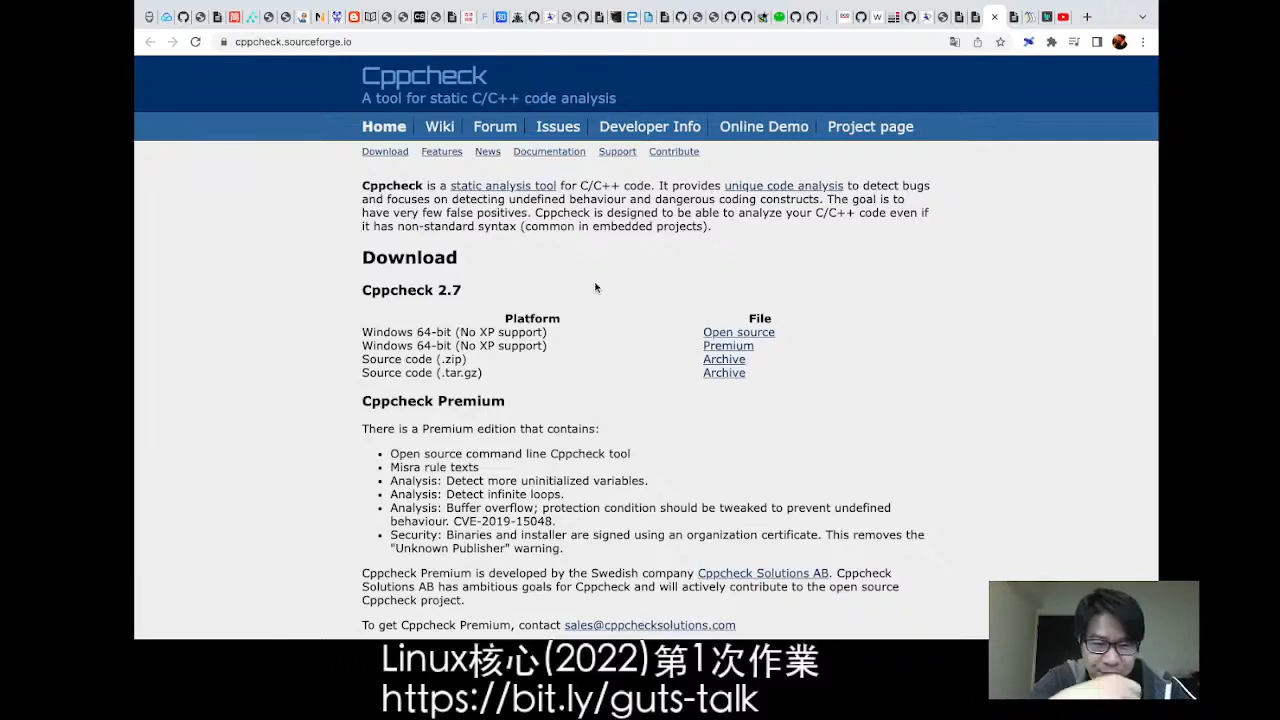 cppcheck.sourceforge.io
Cppcheck
A tool for static C/C++ code analysis
Home Wiki Forum Issues Developer Info Online Demo Project page
Download Features News Documentation Support Contribute
Cppcheck is a static analysis tool for C/C++ code. It provides unique code analysis to detect bugs
and focuses on detecting undefined behaviour and dangerous coding constructs. The goal is to
have very few false positives. Cppcheck is designed to be able to analyze your C/C++ code even if
it has non-standard syntax (common in embedded projects).
Download
Cppcheck 2.7
Platform File
Windows 64-bit (No XP support) Open source
Windows 64-bit (No XP support) Premium
Source code (.zip) Archive
Source code (.tar.gz) Archive
Cppcheck Premium
There is a Premium edition that contains:
• Open source command line Cppcheck tool
• Misra rule texts
• Analysis: Detect more uninitialized variables.
• Analysis: Detect infinite loops.
• Analysis: Buffer overflow; protection condition should be tweaked to prevent undefined
behaviour. CVE-2019-15048.
• Security: Binaries and installer are signed using an organization certificate. This removes the
"Unknown Publisher" warning.
Cppcheck Premium is developed by the Swedish company Cppcheck Solutions AB. Cppcheck
Solutions AB has ambitious goals for Cppcheck and will actively contribute to the open source
Cppcheck project.
To get Cppcheck Premium, contact sales@cppchecksolutions.com
Linux核心(2022)第1次作業
https://bit.ly/guts-talk